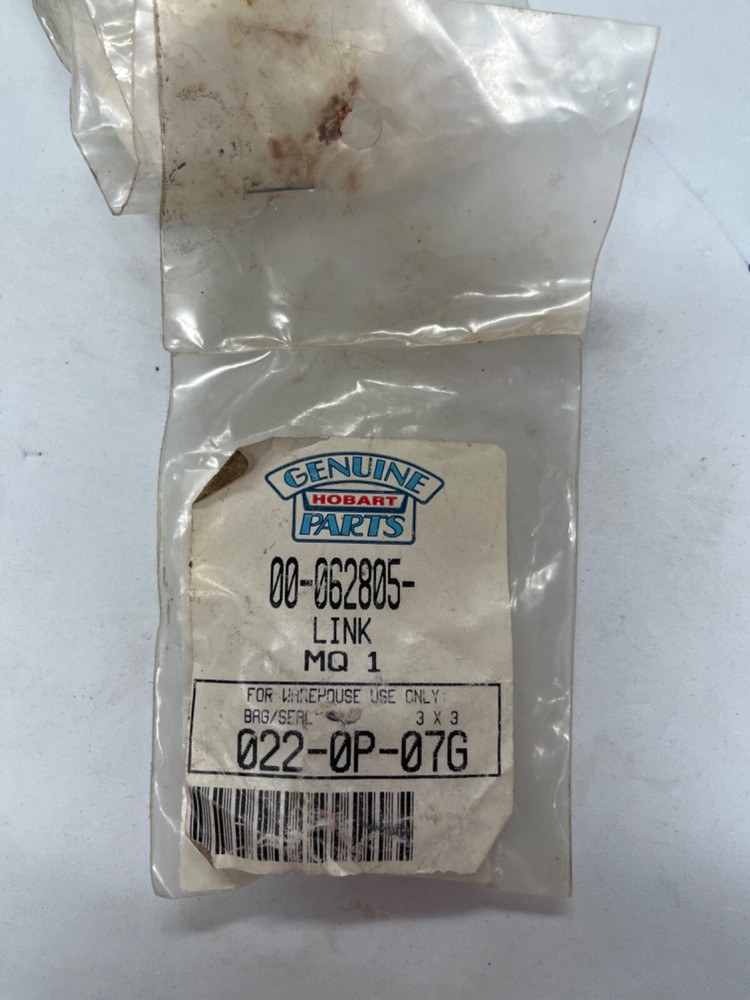 GENUINE
HOBART
PARTS
00-062805-
LINK
MQ 1
FOR WAREHOUSE USE ONLY:
BAG/SEAL 3 X 3
022-0P-07G